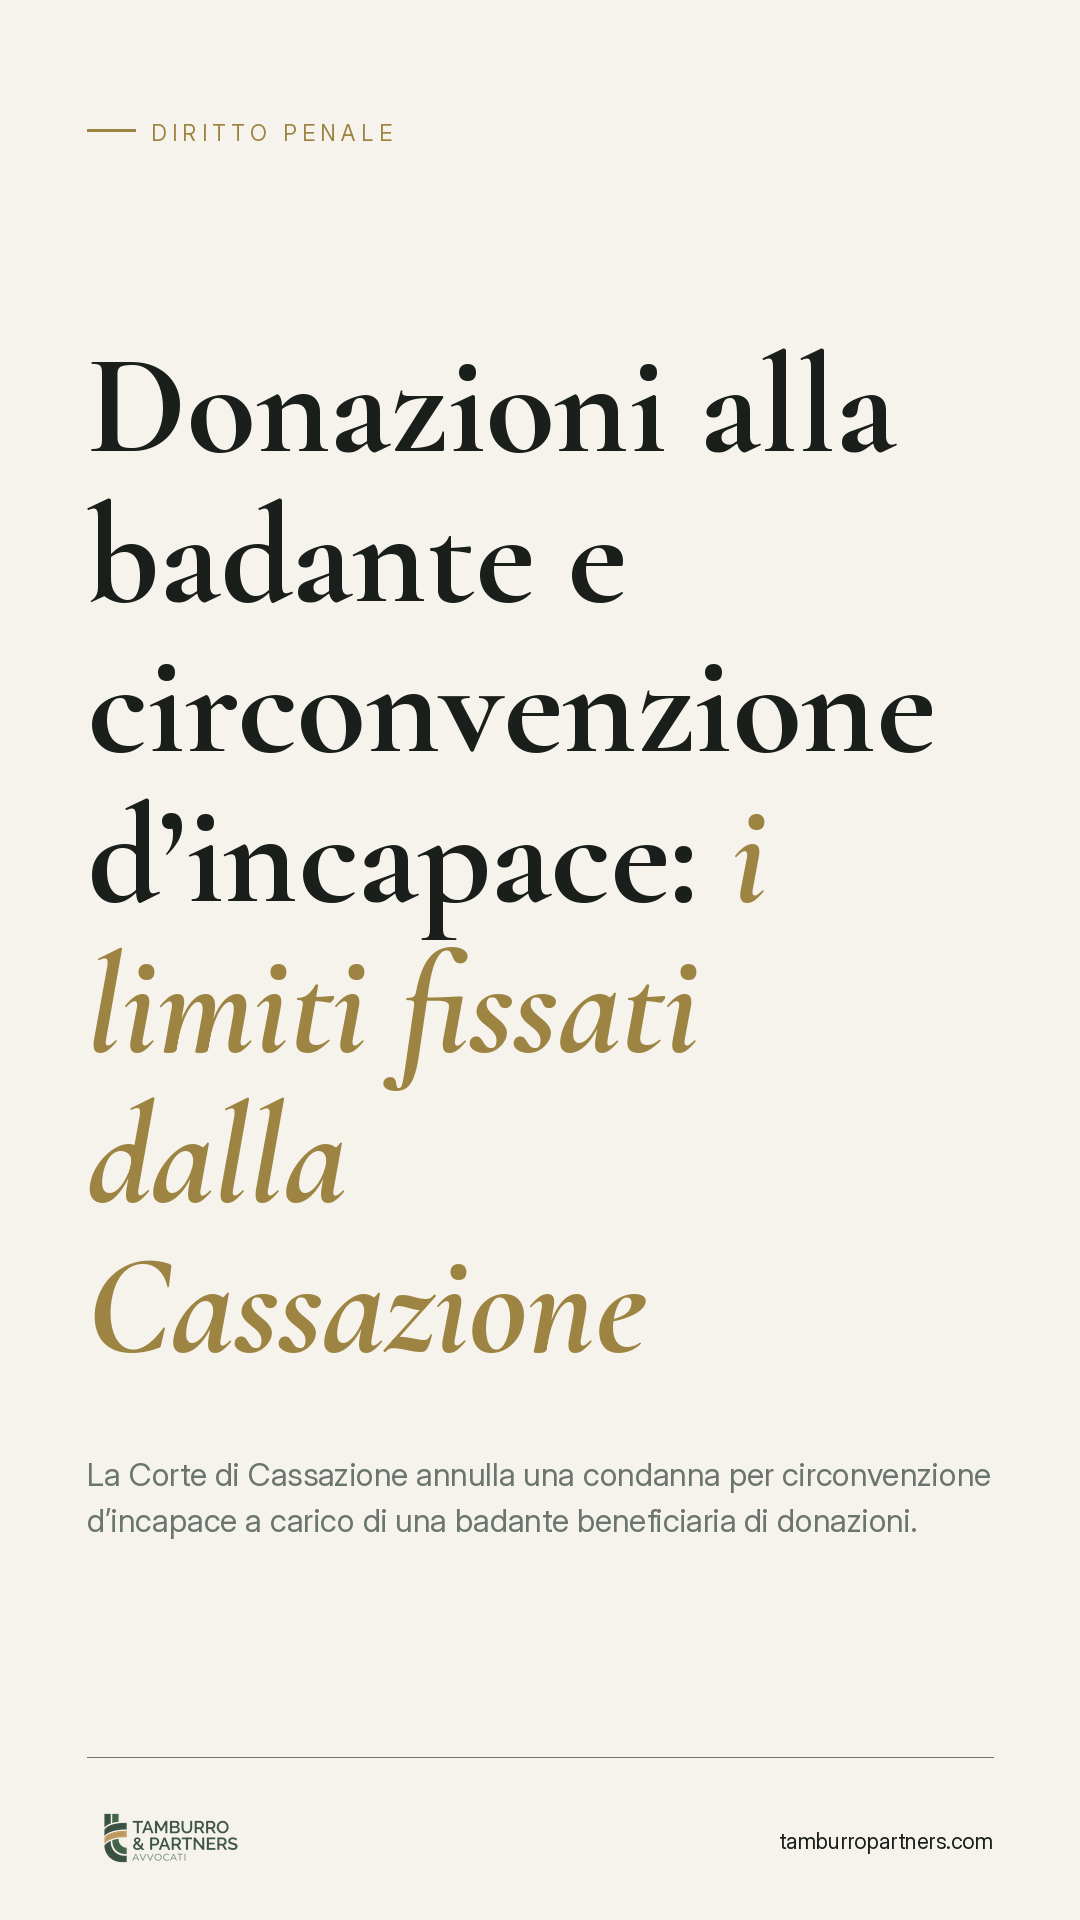 DIRITTO PENALE
Donazioni alla
badante e
circonvenzione
d’incapace: i
limiti fissati
dalla
Cassazione
La Corte di Cassazione annulla una condanna per circonvenzione
d’incapace a carico di una badante beneficiaria di donazioni.
TAMBURRO
& PARTNERS
AVVOCATI
tamburropartners.com